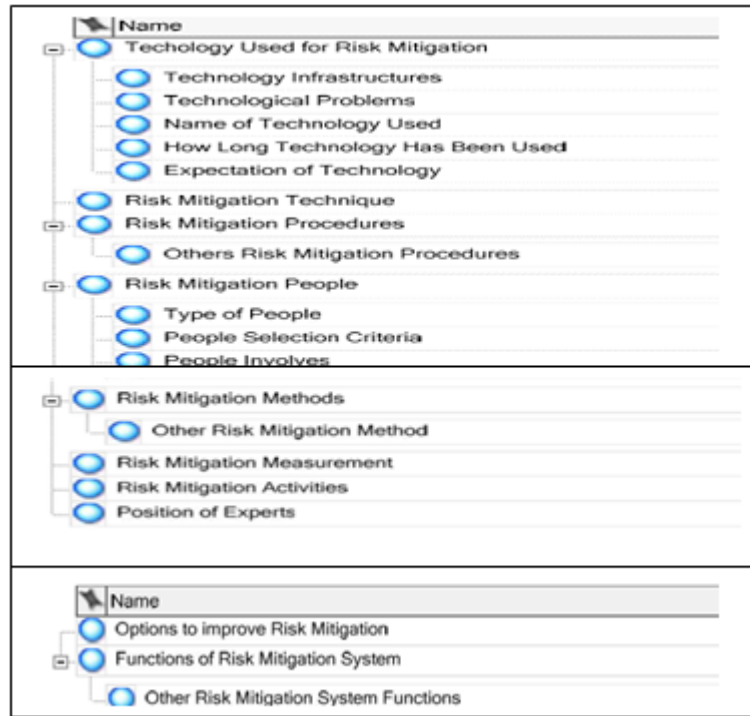 Name
Techology Used for Risk Mitigation
Technology Infrastructures
Technological Problems
Name of Technology Used
How Long Technology Has Been Used
Expectation of Technology
Risk Mitigation Technique
Risk Mitigation Procedures
Others Risk Mitigation Procedures
Risk Mitigation People
Type of People
People Selection Criteria
People Involves
Risk Mitigation Methods
Other Risk Mitigation Method
Risk Mitigation Measurement
Risk Mitigation Activities
Position of Experts
Name
Options to improve Risk Mitigation
Functions of Risk Mitigation System
Other Risk Mitigation System Functions